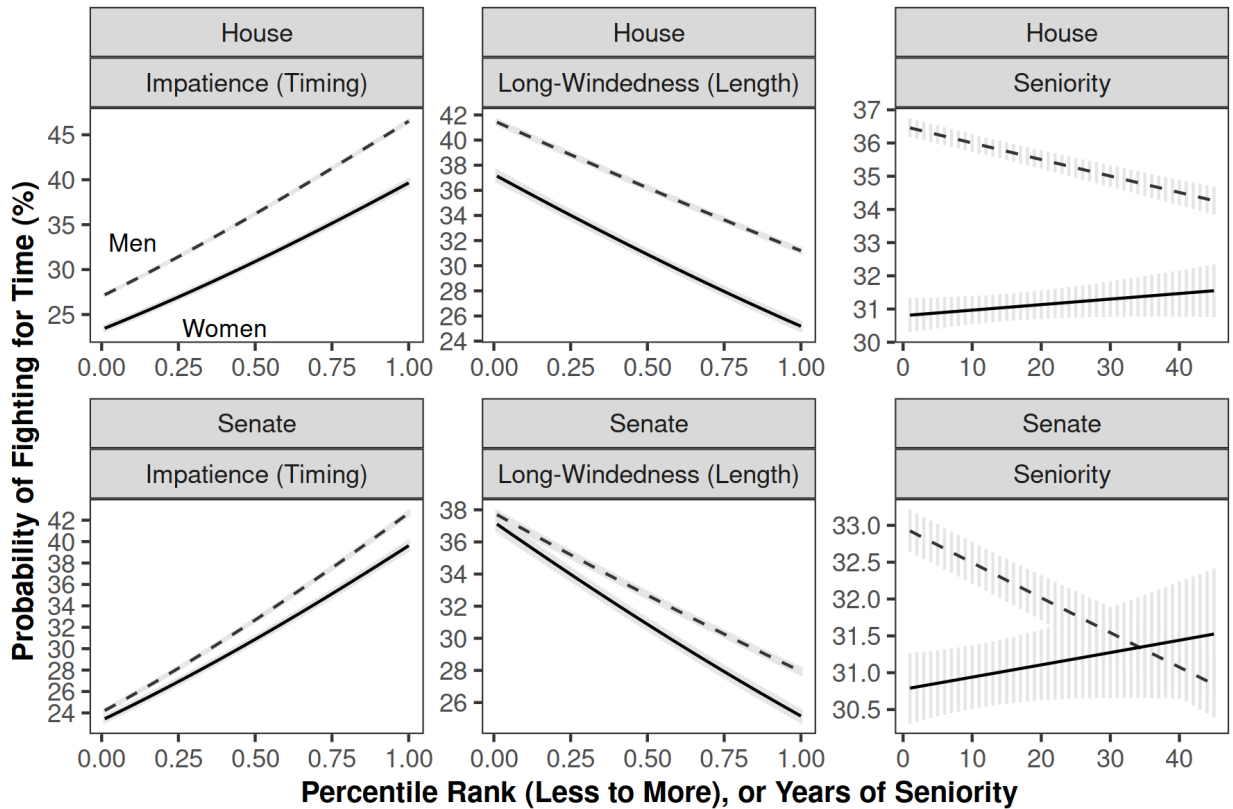 House
House
House
Impatience (Timing)
Long-Windedness (Length)
Seniority
Probability of Fighting for Time (%)
45
40
35
30
25
Men
Women
0.00 0.25 0.50 0.75 1.00
42
40
38
36
34
32
30
28
26
24
0.00 0.25 0.50 0.75 1.00
37
36
35
34
33
32
31
30
0 10 20 30 40
Senate
Senate
Senate
Impatience (Timing)
Long-Windedness (Length)
Seniority
42
40
38
36
34
32
30
28
26
24
0.00 0.25 0.50 0.75 1.00
38
36
34
32
30
28
26
0.00 0.25 0.50 0.75 1.00
33.0
32.5
32.0
31.5
31.0
30.5
0 10 20 30 40
Percentile Rank (Less to More), or Years of Seniority